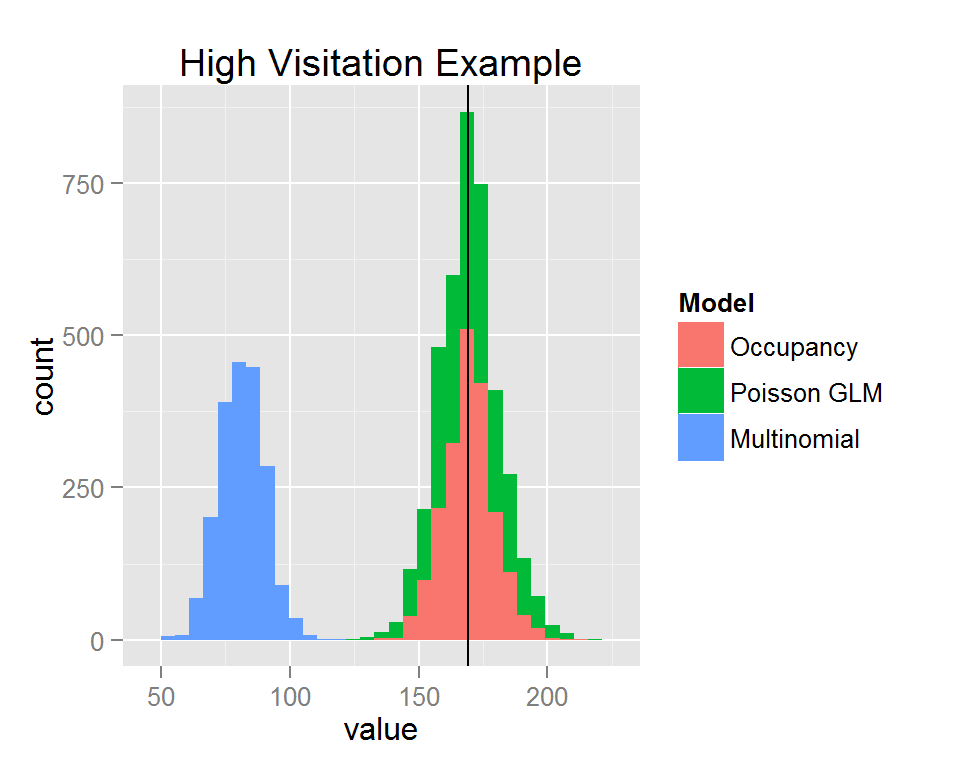 High Visitation Example
750
500
250
0
count
50 100 150 200
value
Model
Occupancy
Poisson GLM
Multinomial